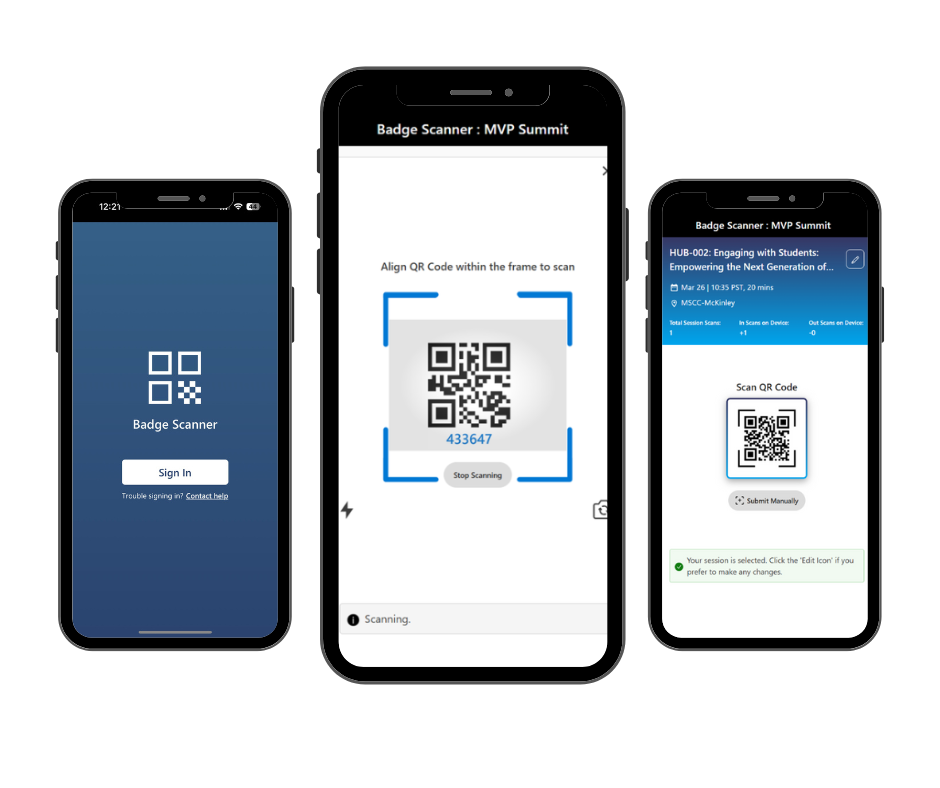 12:21
44
Badge Scanner
Sign In
Trouble signing in? Contact help
Badge Scanner : MVP Summit
Align QR Code within the frame to scan
433647
Stop Scanning
Scanning.
Badge Scanner : MVP Summit
HUB-002: Engaging with Students:
Empowering the Next Generation of...
Mar 26 | 10:35 PST, 20 mins
MSCC-McKinley
Total Session Scans: In Scans on Device: Out Scans on Device:
1 +1 -0
Scan QR Code
Submit Manually
Your session is selected. Click the 'Edit Icon' if you
prefer to make any changes.